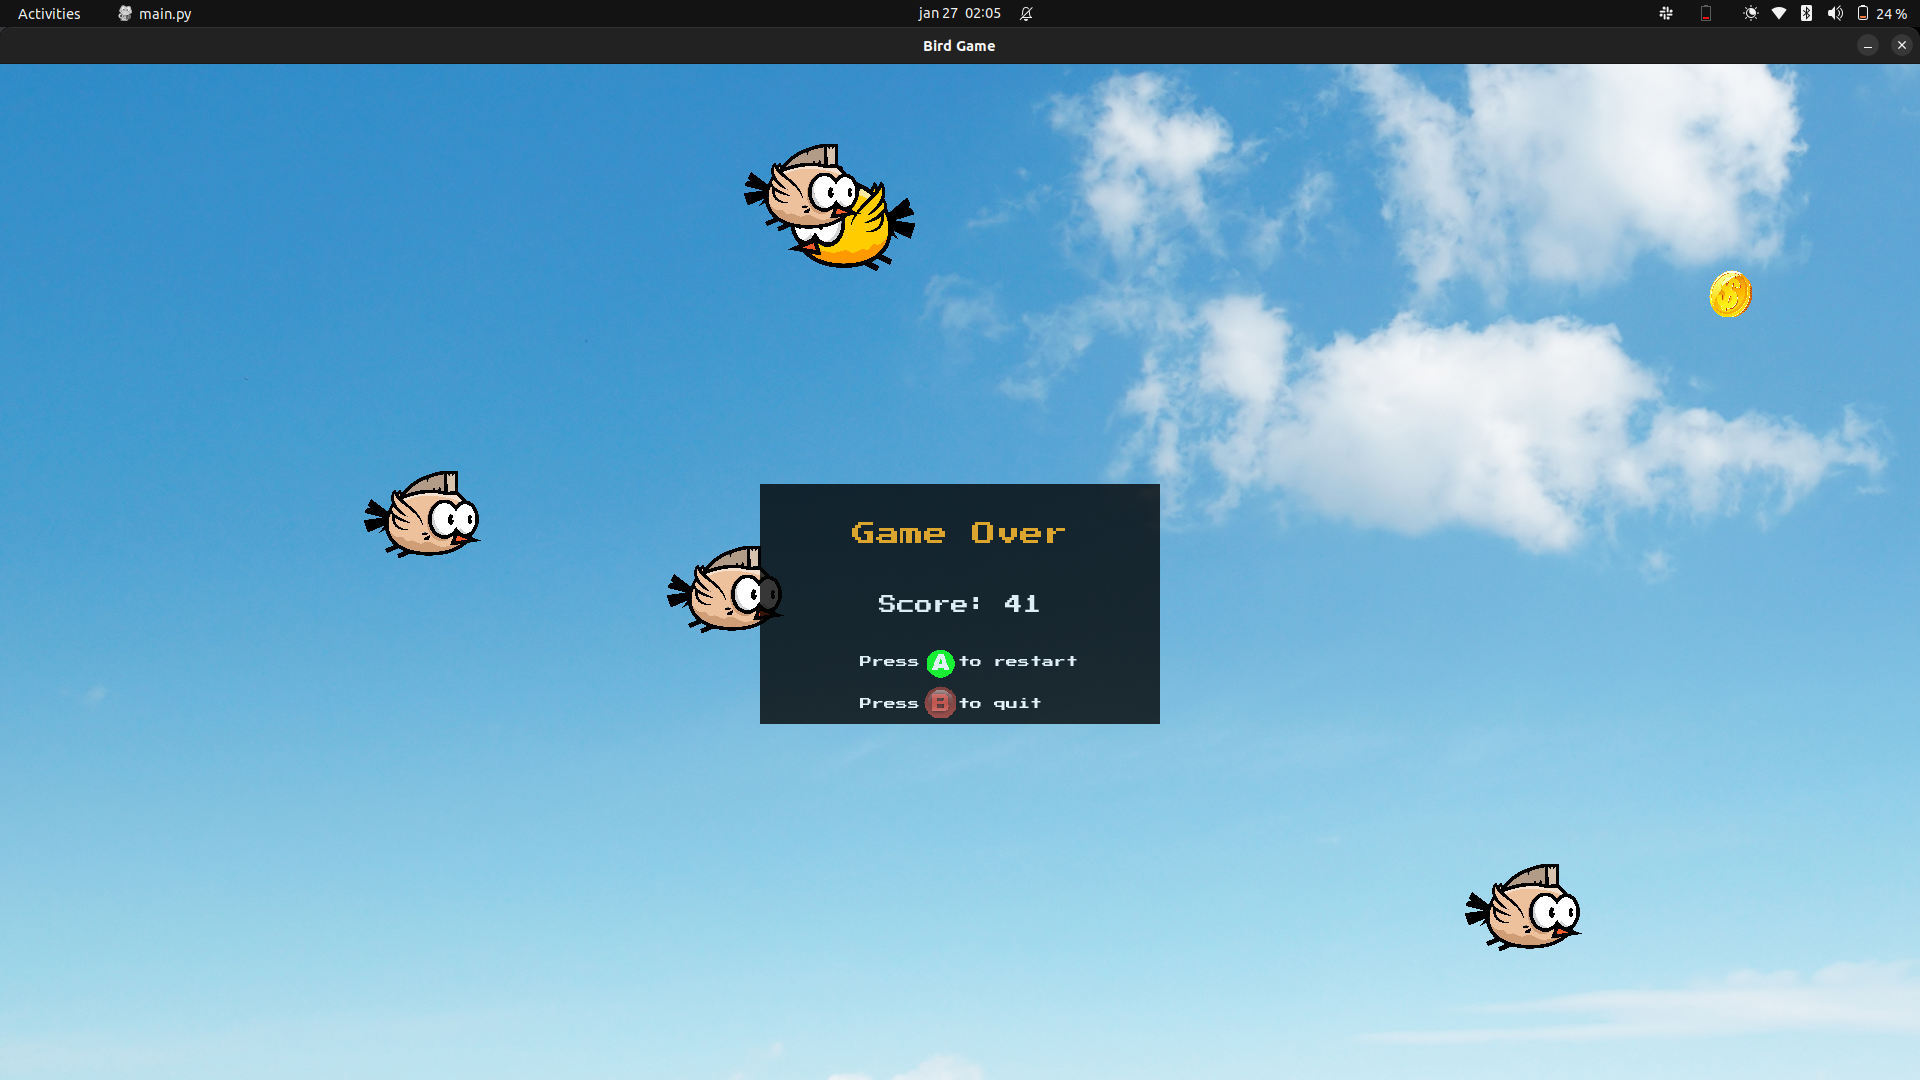 Activities main.py jan 27 02:05 24 %
Bird Game
Game Over
Score: 41
Press A to restart
Press B to quit